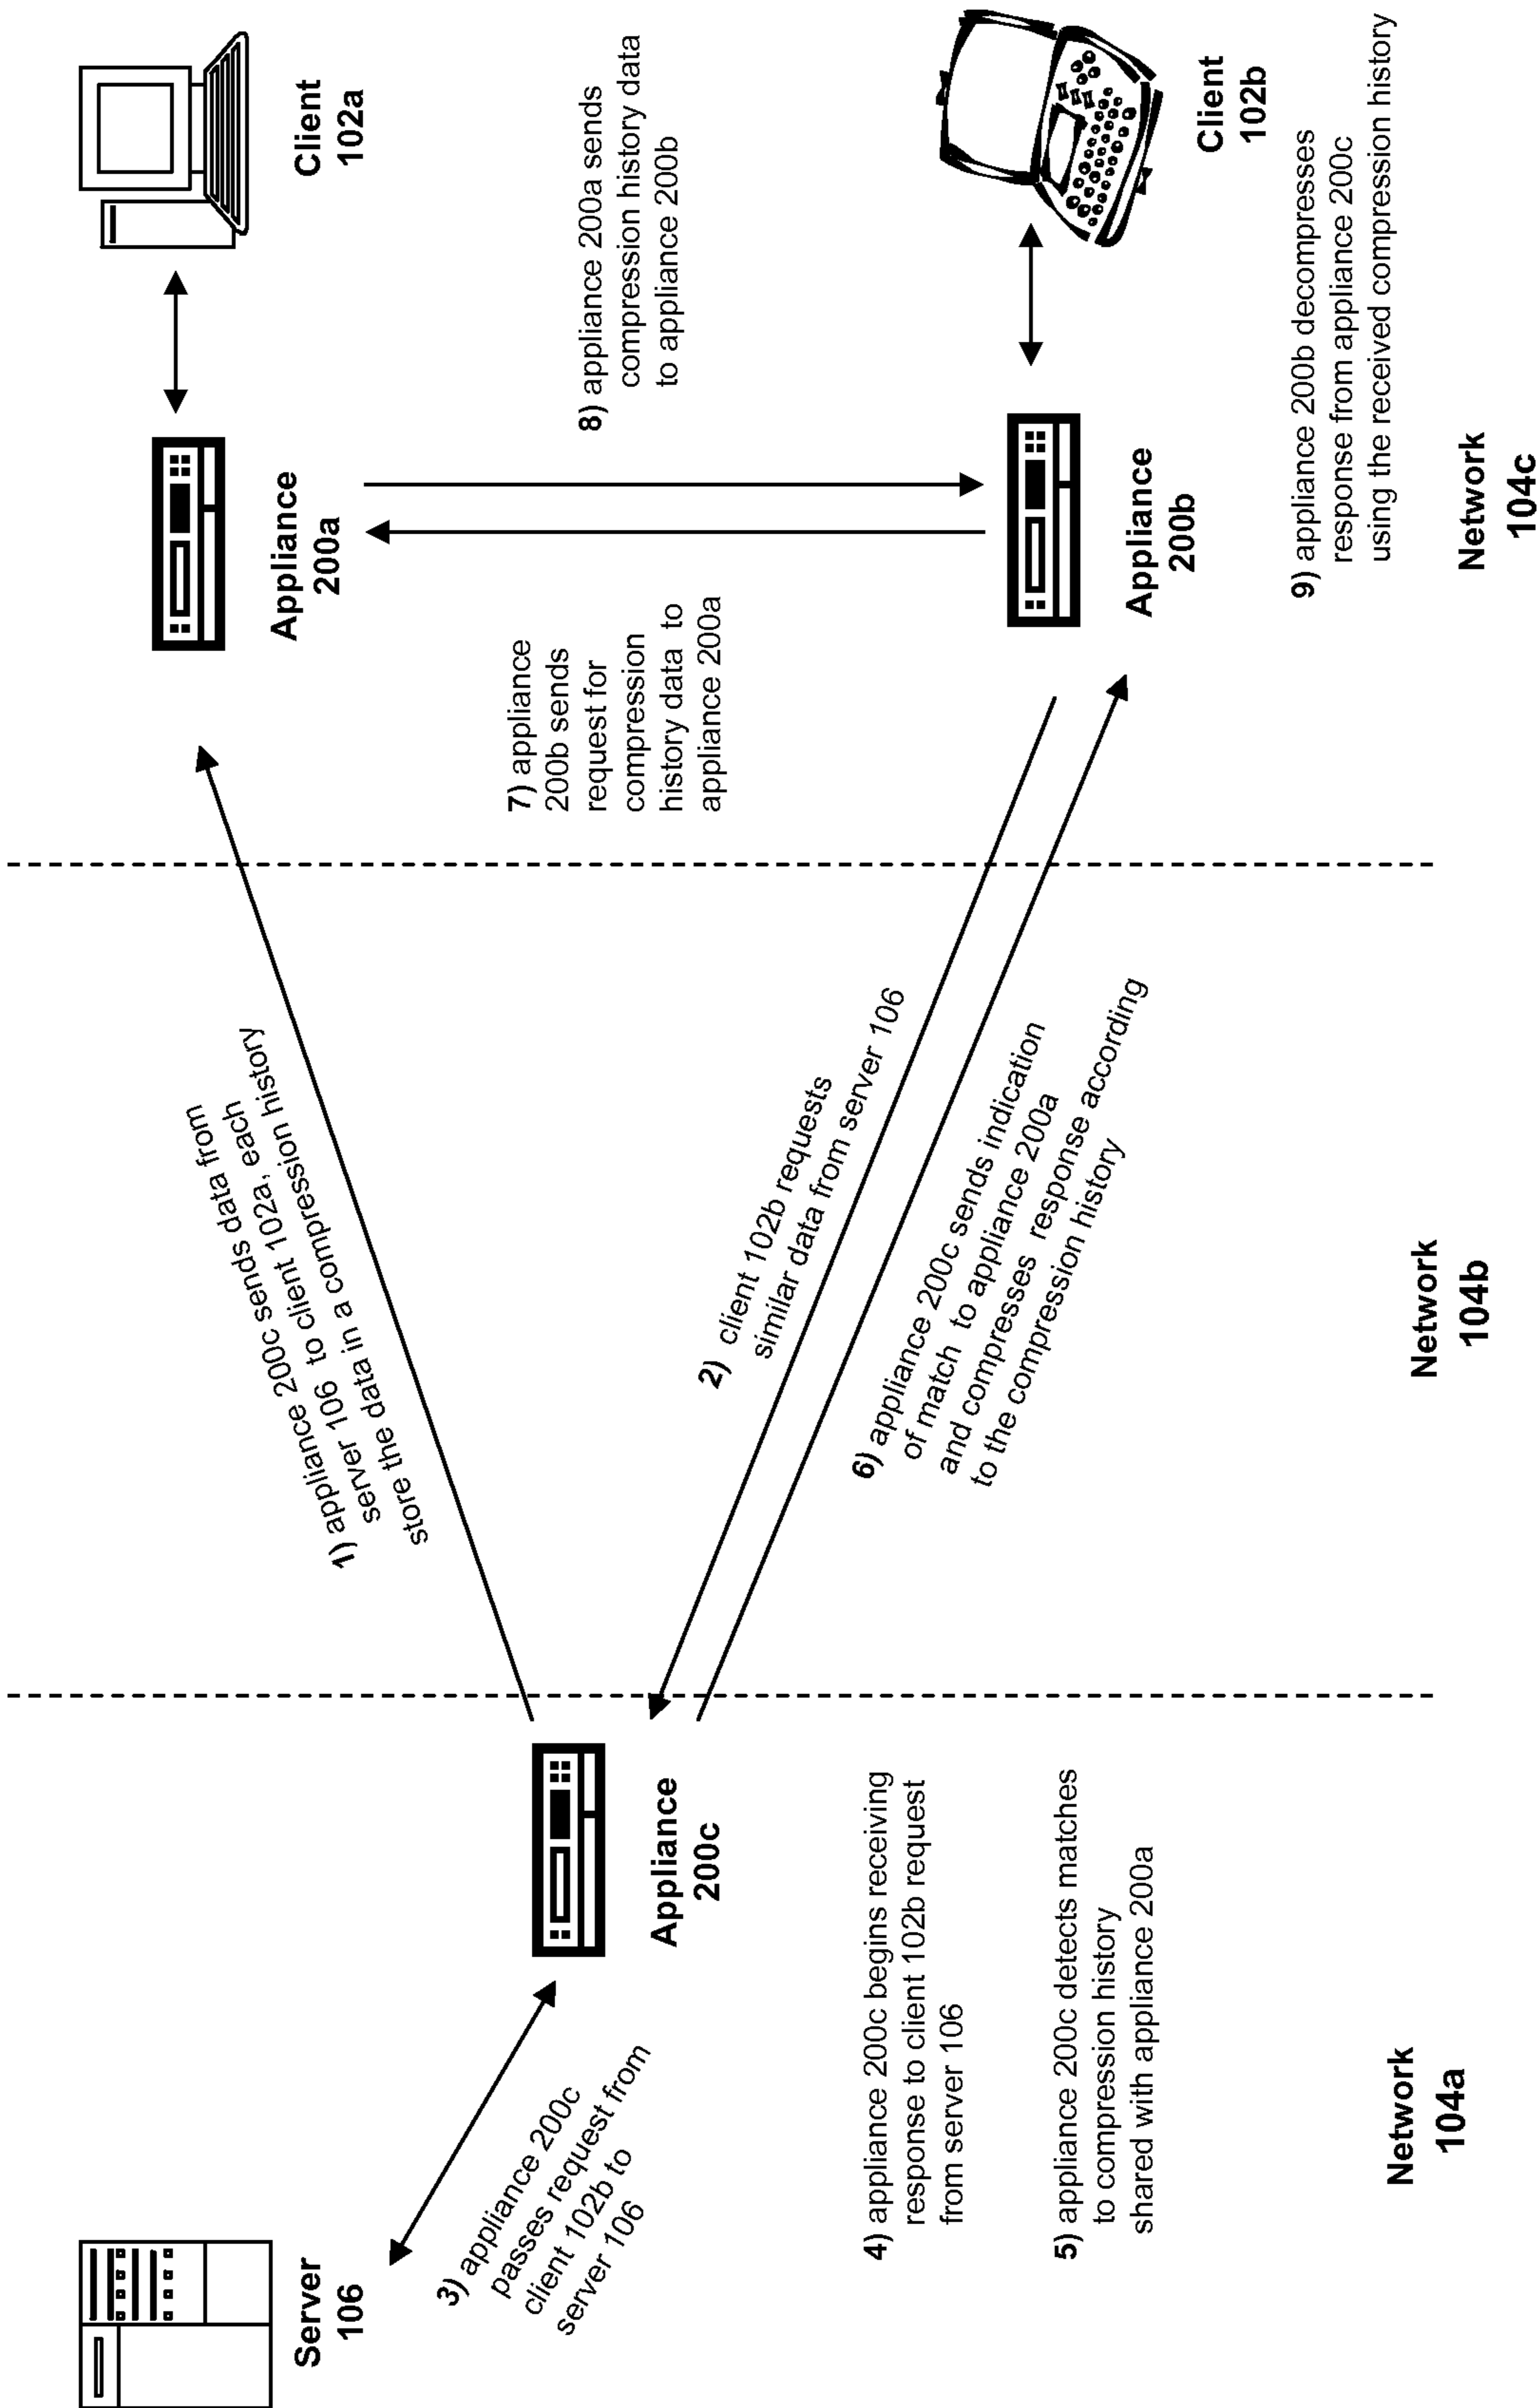 Server
106
3) appliance 200c
passes request from
client 102b to
server 106
Appliance
200c
4) appliance 200c begins receiving
response to client 102b request
from server 106
5) appliance 200c detects matches
to compression history
shared with appliance 200a
Network
104a
1) appliance 200c sends data from
server 106 to client 102a, each
store the data in a compression history
2) client 102b requests
similar data from server 106
6) appliance 200c sends indication
of match to appliance 200a
and compresses response according
to the compression history
Network
104b
Appliance
200a
Client
102a
7) appliance
200b sends
request for
compression
history data to
appliance 200a
8) appliance 200a sends
compression history data
to appliance 200b
Appliance
200b
Client
102b
9) appliance 200b decompresses
response from appliance 200c
using the received compression history
Network
104c